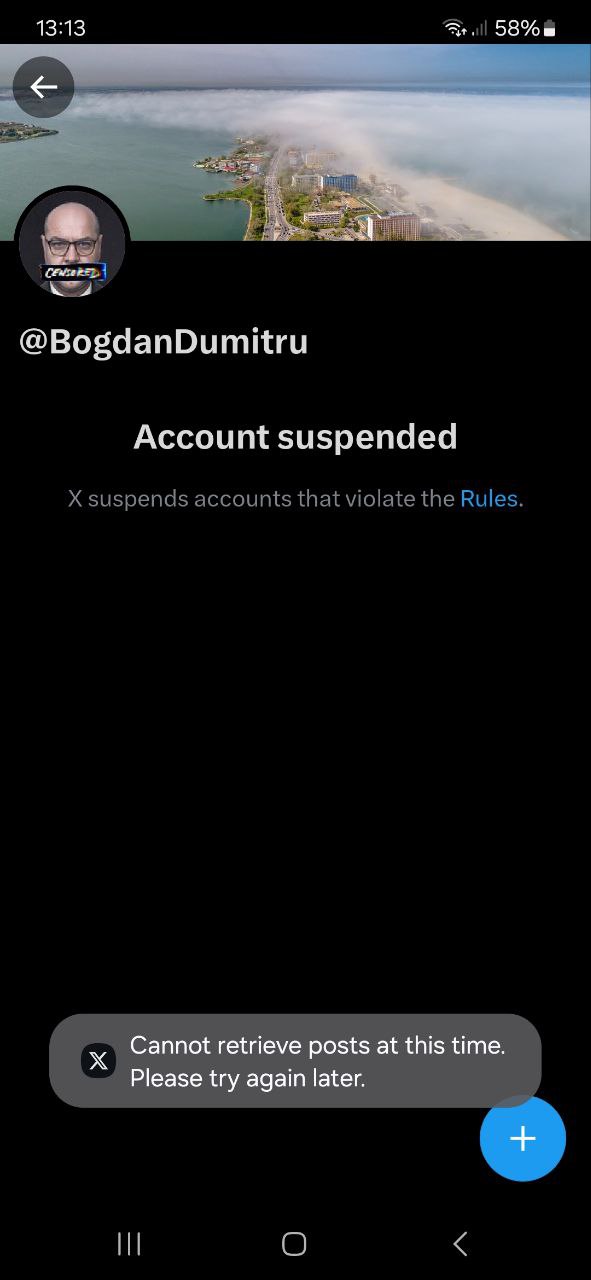 13:13
58%
CENSORED
@BogdanDumitru
Account suspended
X suspends accounts that violate the Rules.
Cannot retrieve posts at this time.
Please try again later.